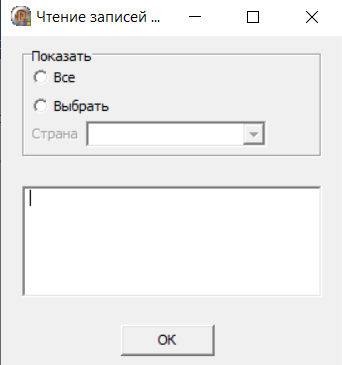 Чтение записей ...
Показать
Все
Выбрать
Страна
OK